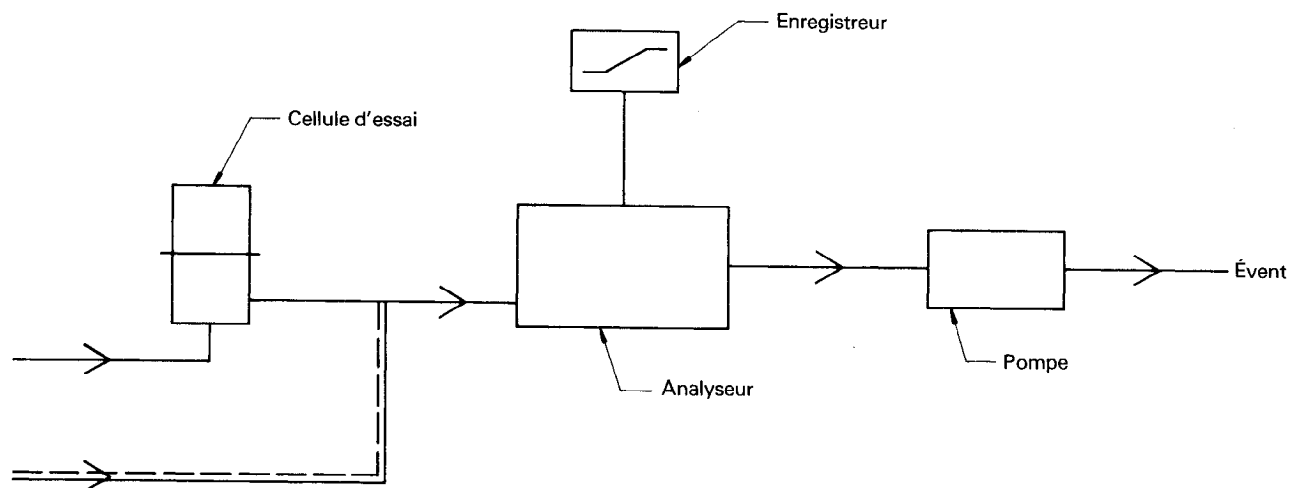 Enregistreur
Cellule d'essai
Évent
Pompe
Analyseur